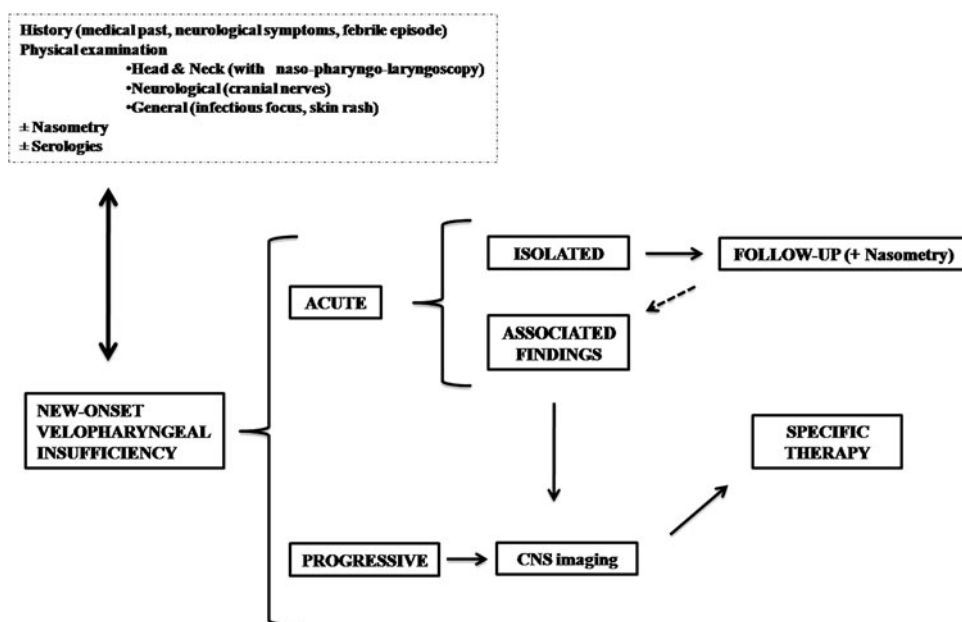 History (medical past, neurological symptoms, febrile episode)
Physical examination
•Head & Neck (with naso-pharyngo-laryngoscopy)
•Neurological (cranial nerves)
•General (infectious focus, skin rash)
± Nasometry
± Serologies
ISOLATED
FOLLOW-UP (+ Nasometry)
ACUTE
ASSOCIATED
FINDINGS
NEW-ONSET
VELOPHARYNGEAL
INSUFFICIENCY
SPECIFIC
THERAPY
PROGRESSIVE
CNS imaging